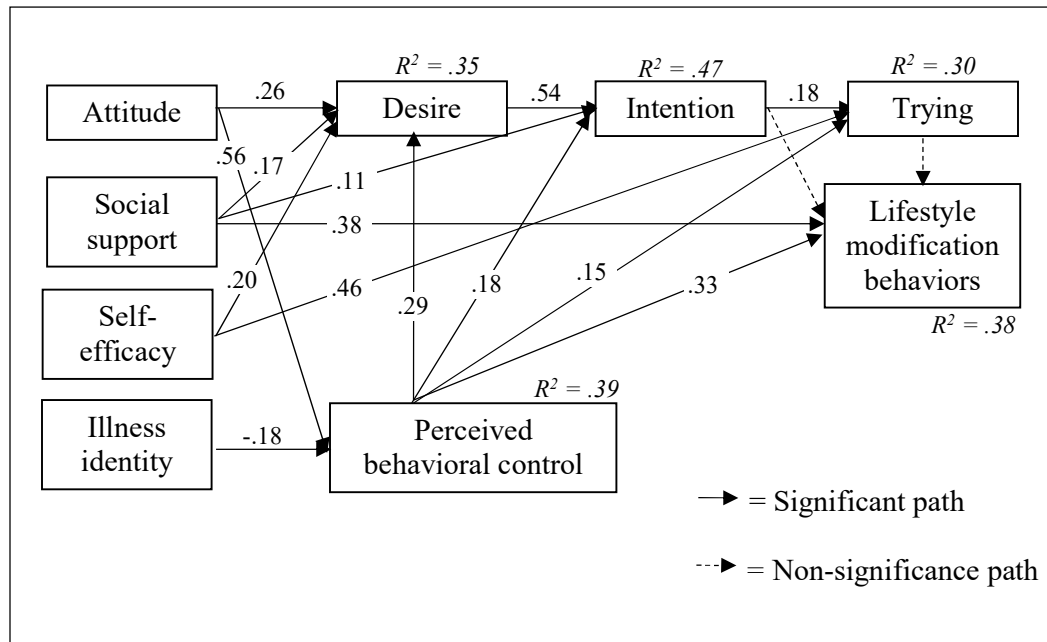 R² = .35
R² = .47
R² = .30
Attitude
.26
Desire
.54
Intention
.18
Trying
.56
.17
.11
Social
support
.38
Lifestyle
modification
behaviors
.20
.46
.29
.18
.15
.33
Self-
efficacy
R² = .38
R² = .39
Illness
identity
-.18
Perceived
behavioral control
= Significant path
= Non-significance path